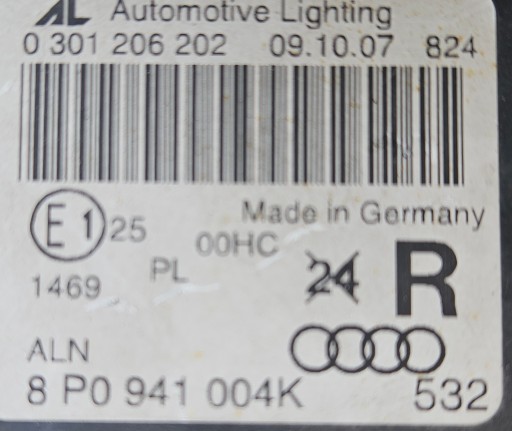 AL Automotive Lighting
0 301 206 202 09.10.07 824
Made in Germany
E1 25
00HC
PL
24 R
1469
ALN
8 P0 941 004K 532